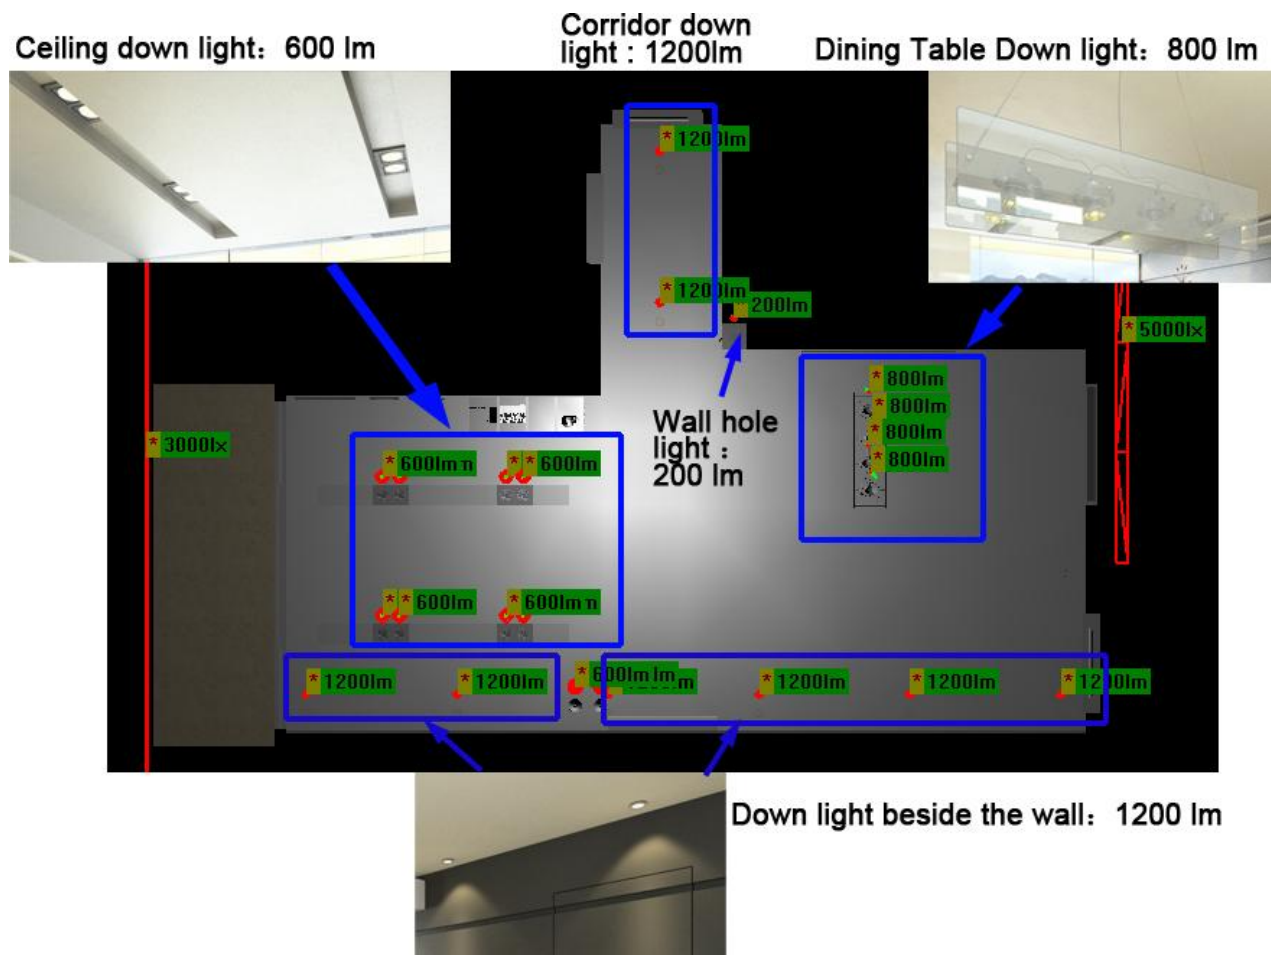 Corridor down
light : 1200lm
Ceiling down light: 600 lm
Dining Table Down light: 800 lm
* 1200lm
* 1200lm
* 200lm
* 5000lx
* 800lm
* 800lm
* 800lm
* 800lm
Wall hole
light :
200 lm
* 3000lx
* 600lm
* * 600lm
* * 600lm
* 600lm
* 1200lm
* 1200lm
* 600lm
* 1200lm
* 1200lm
* 1200lm
Down light beside the wall: 1200 lm